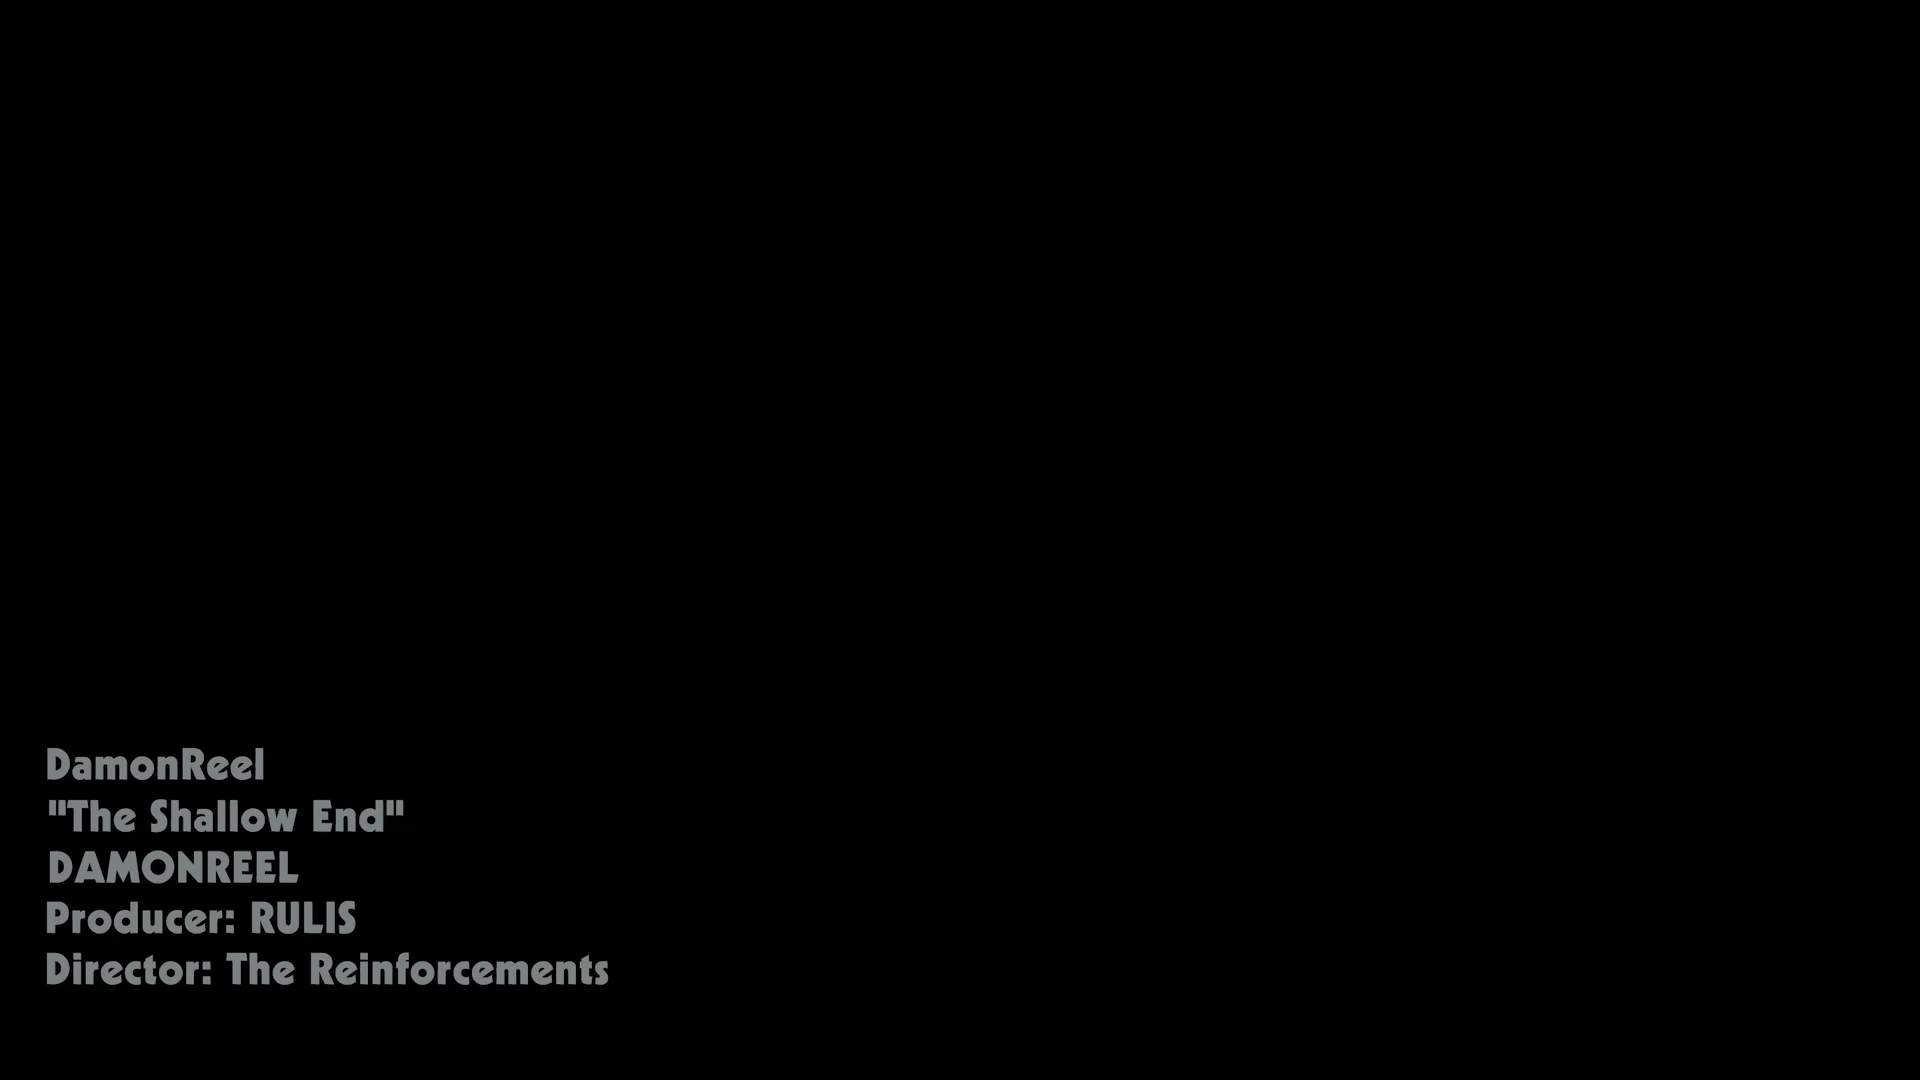 DamonReel
"The Shallow End"
DAMONREEL
Producer: RULIS
Director: The Reinforcements